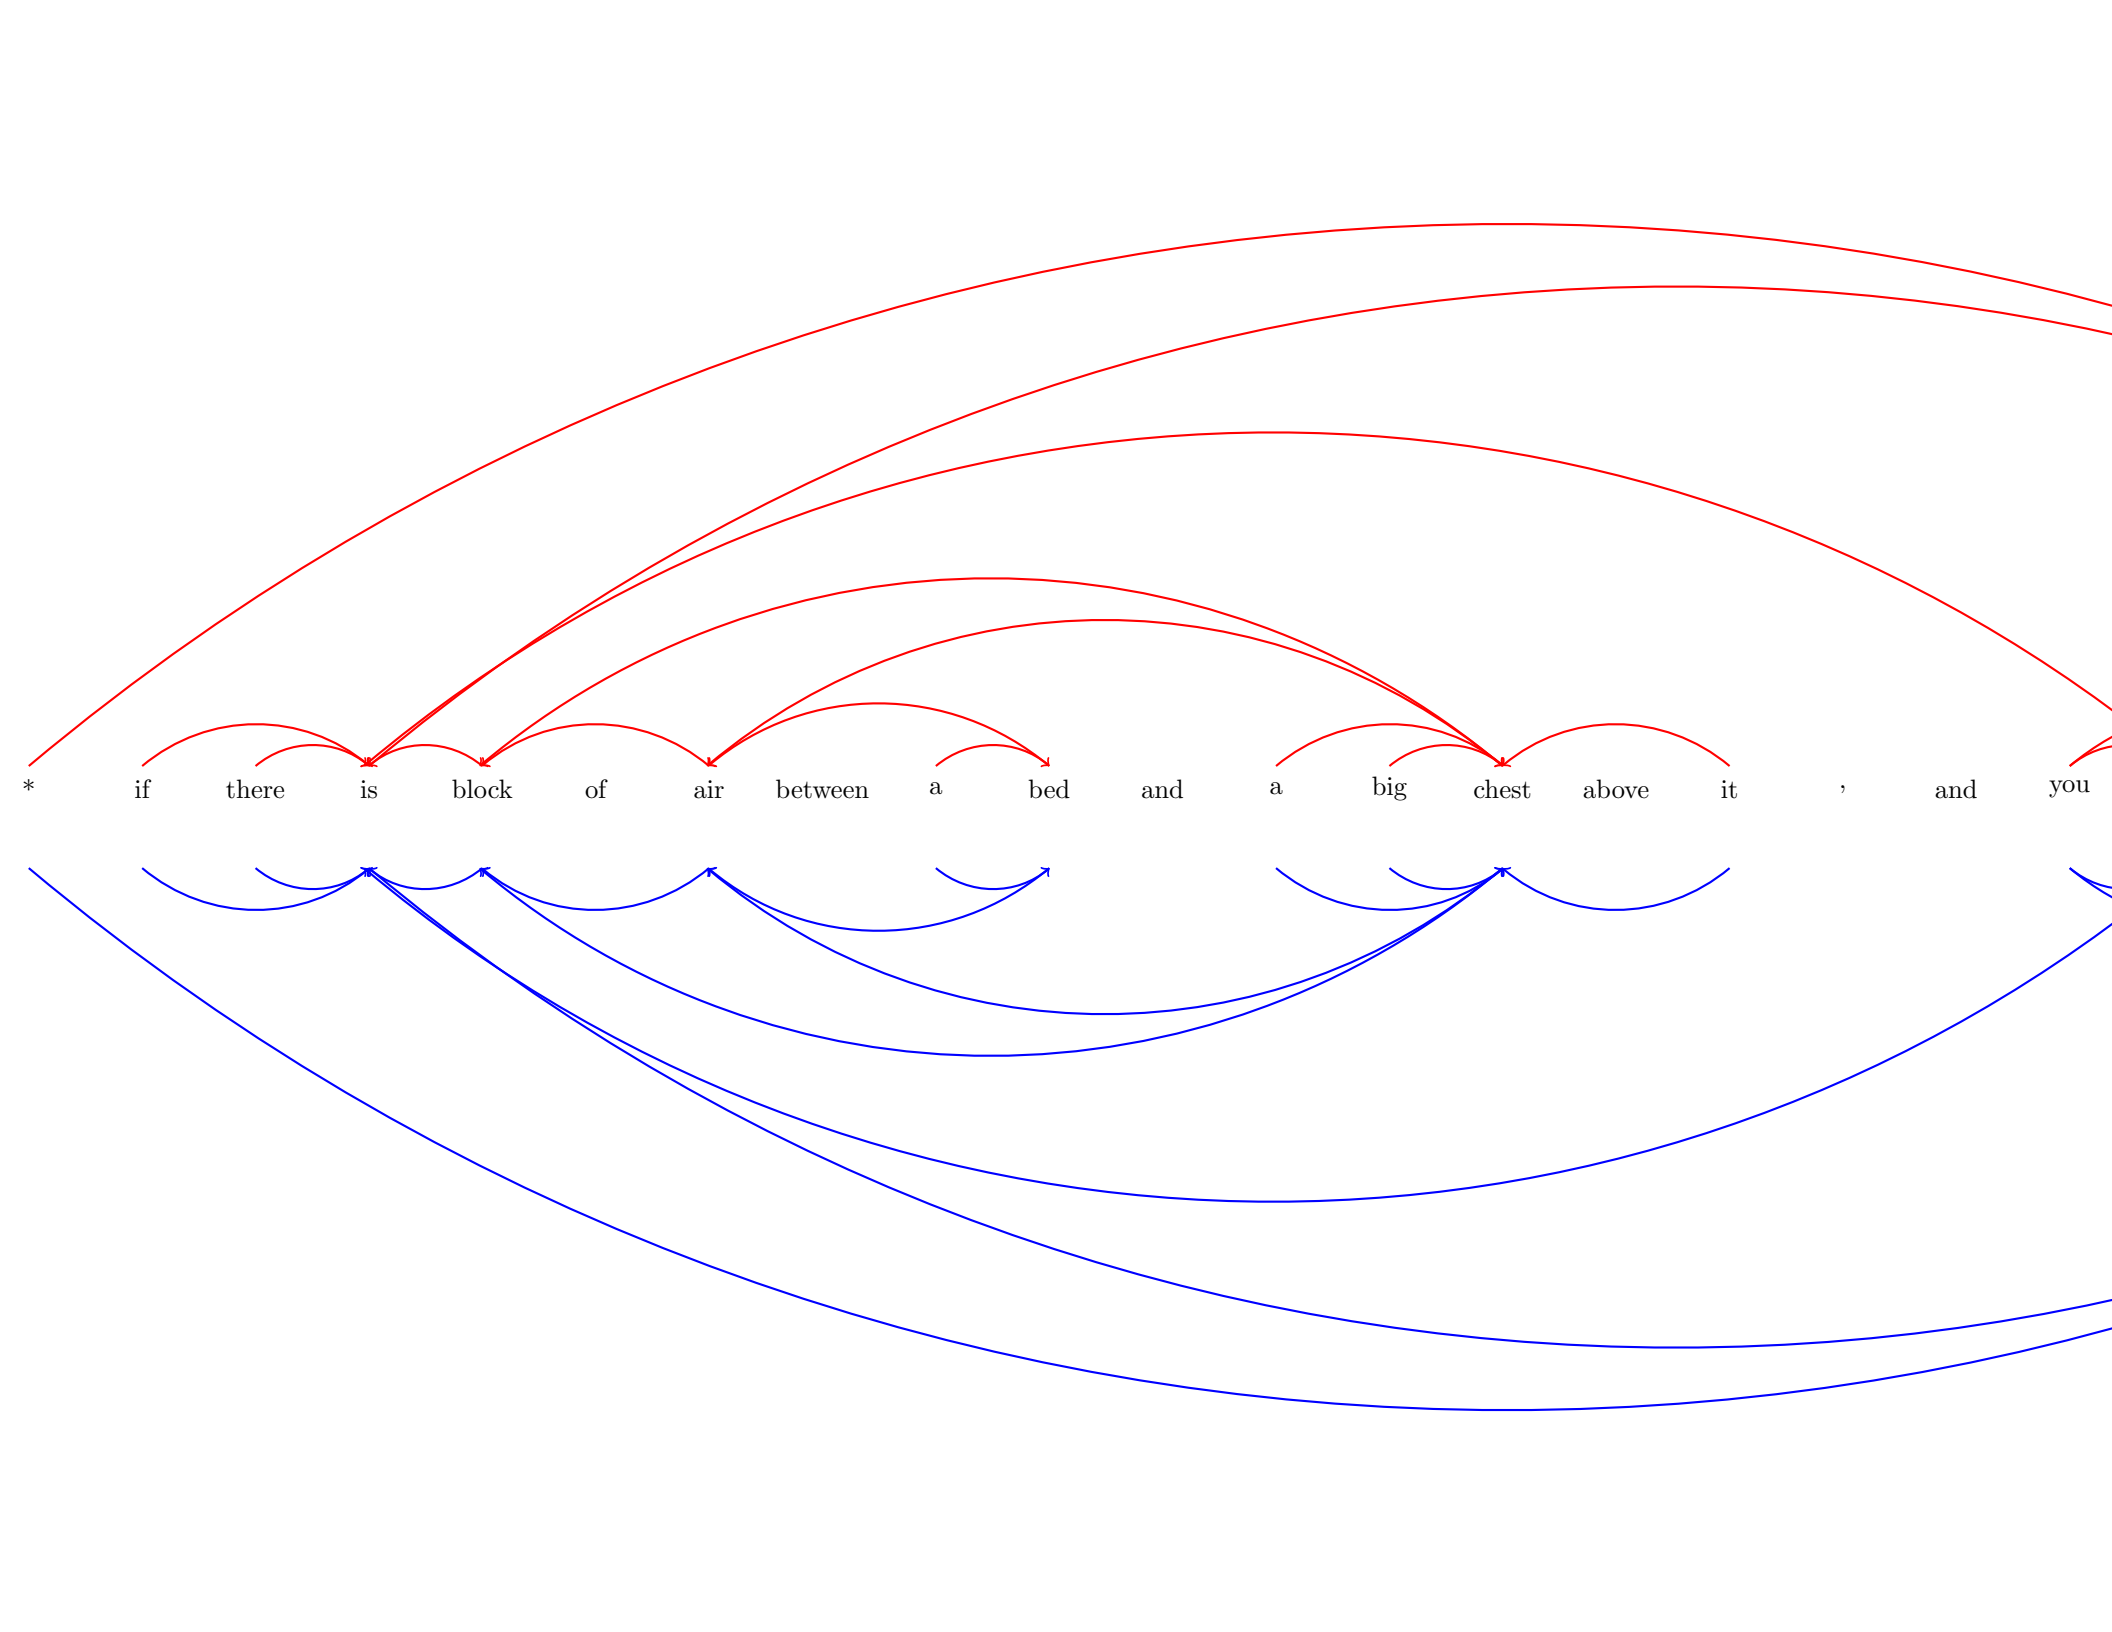 * if there is block of air between a bed and a big chest above it , and you